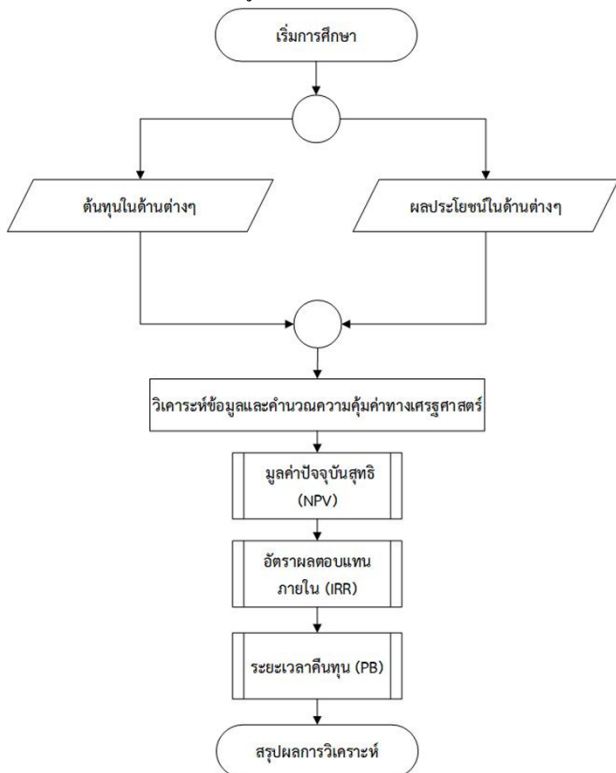 เริ่มการศึกษา
ต้นทุนในด้านต่างๆ
ผลประโยชน์ในด้านต่างๆ
วิเคราะห์ข้อมูลและคำนวณความคุ้มค่าทางเศรฐศาสตร์
มูลค่าปัจจุบันสุทธิ
(NPV)
อัตราผลตอบแทน
ภายใน (IRR)
ระยะเวลาคืนทุน (PB)
สรุปผลการวิเคราะห์